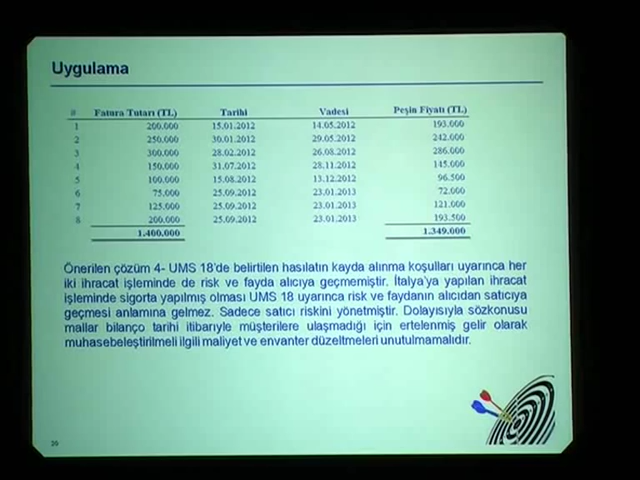 Uygulama
# Fatura Tutarı (TL) Tarihi Vadesi Peşin Fiyatı (TL)
1 200.000 15.01.2012 14.05.2012 193.000
2 250.000 30.01.2012 29.05.2012 242.000
3 300.000 28.02.2012 26.08.2012 286.000
4 150.000 31.07.2012 28.11.2012 145.000
5 100.000 15.08.2012 13.12.2012 96.500
6 75.000 25.09.2012 23.01.2013 72.000
7 125.000 25.09.2012 23.01.2013 121.000
8 200.000 25.09.2012 23.01.2013 193.500
1.400.000 1.349.000
Önerilen çözüm 4- UMS 18'de belirtilen hasılatın kayda alınma koşulları uyarınca her
iki ihracat işleminde de risk ve fayda alıcıya geçmemiştir. İtalya'ya yapılan ihracat
işleminde sigorta yapılmış olması UMS 18 uyarınca risk ve faydanın alıcıdan satıcıya
geçmesi anlamına gelmez. Sadece satıcı riskini yönetmiştir. Dolayısıyla sözkonusu
mallar bilanço tarihi itibariyle müşterilere ulaşmadığı için ertelenmiş gelir olarak
muhasebeleştirilmeli ilgili maliyet ve envanter düzeltmeleri unutulmamalıdır.
20